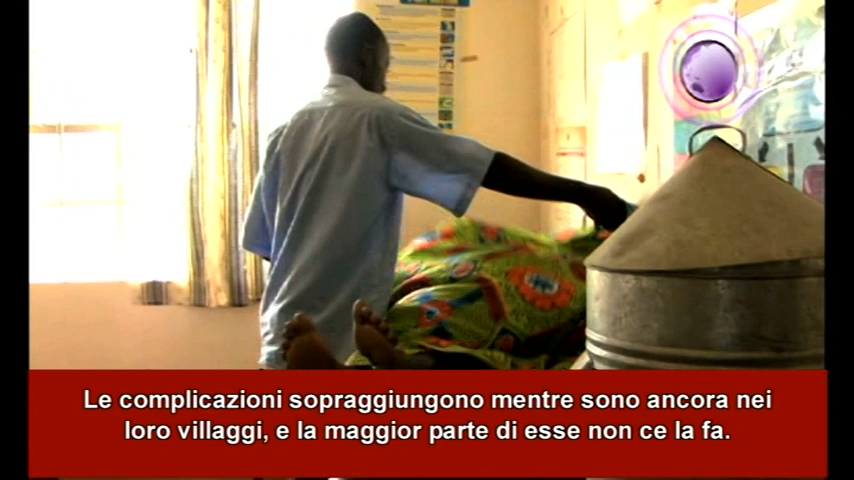 Le complicazioni sopraggiungono mentre sono ancora nei
loro villaggi, e la maggior parte di esse non ce la fa.